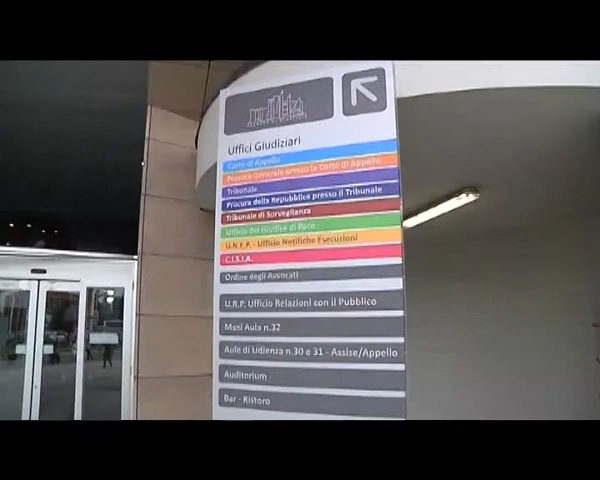 Uffici Giudiziari
Corte di Appello
Procura Generale presso la Corte di Appello
Tribunale
Procura della Repubblica presso il Tribunale
Tribunale di Sorveglianza
Ufficio del Giudice di Pace
U.N.E.P. - Ufficio Notifiche Esecuzioni
C.I.S.I.A.
Ordine degli Avvocati
U.R.P. Ufficio Relazioni con il Pubblico
Maxi Aula n.32
Aule di Udienza n.30 e 31 - Assise/Appello
Auditorium
Bar - Ristoro